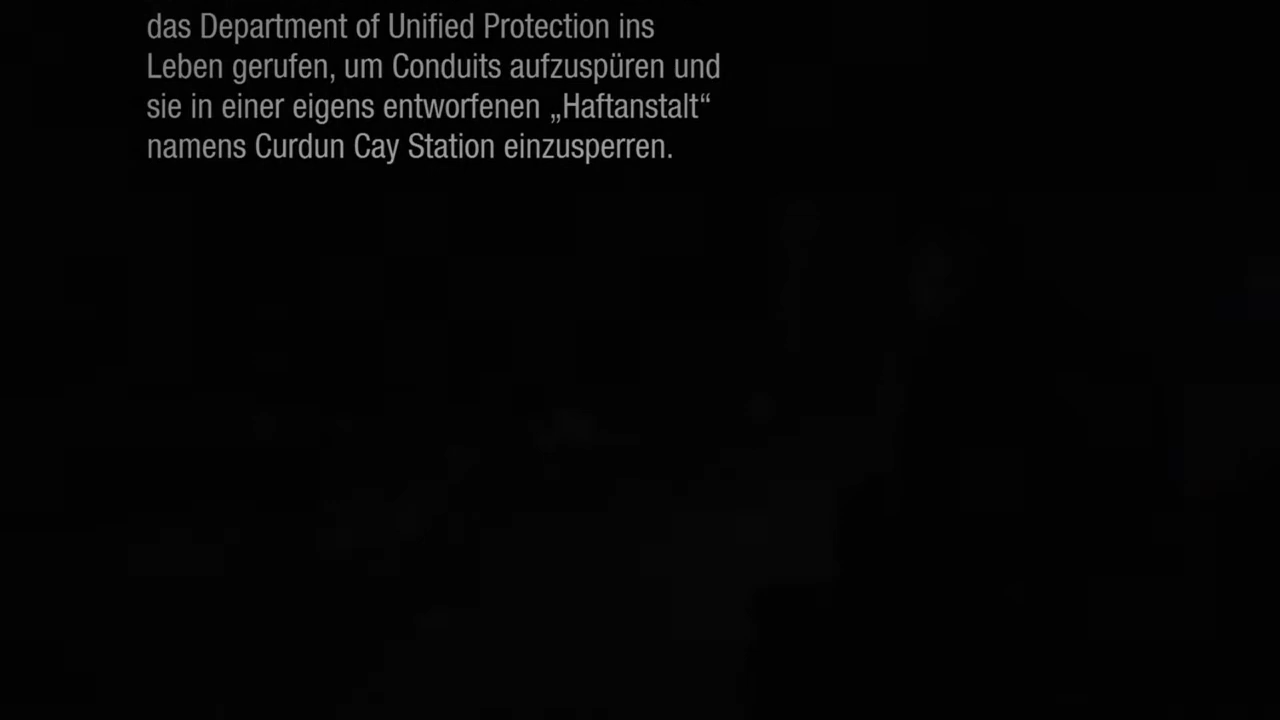 das Department of Unified Protection ins
Leben gerufen, um Conduits aufzuspüren und
sie in einer eigens entworfenen „Haftanstalt“
namens Curdun Cay Station einzusperren.